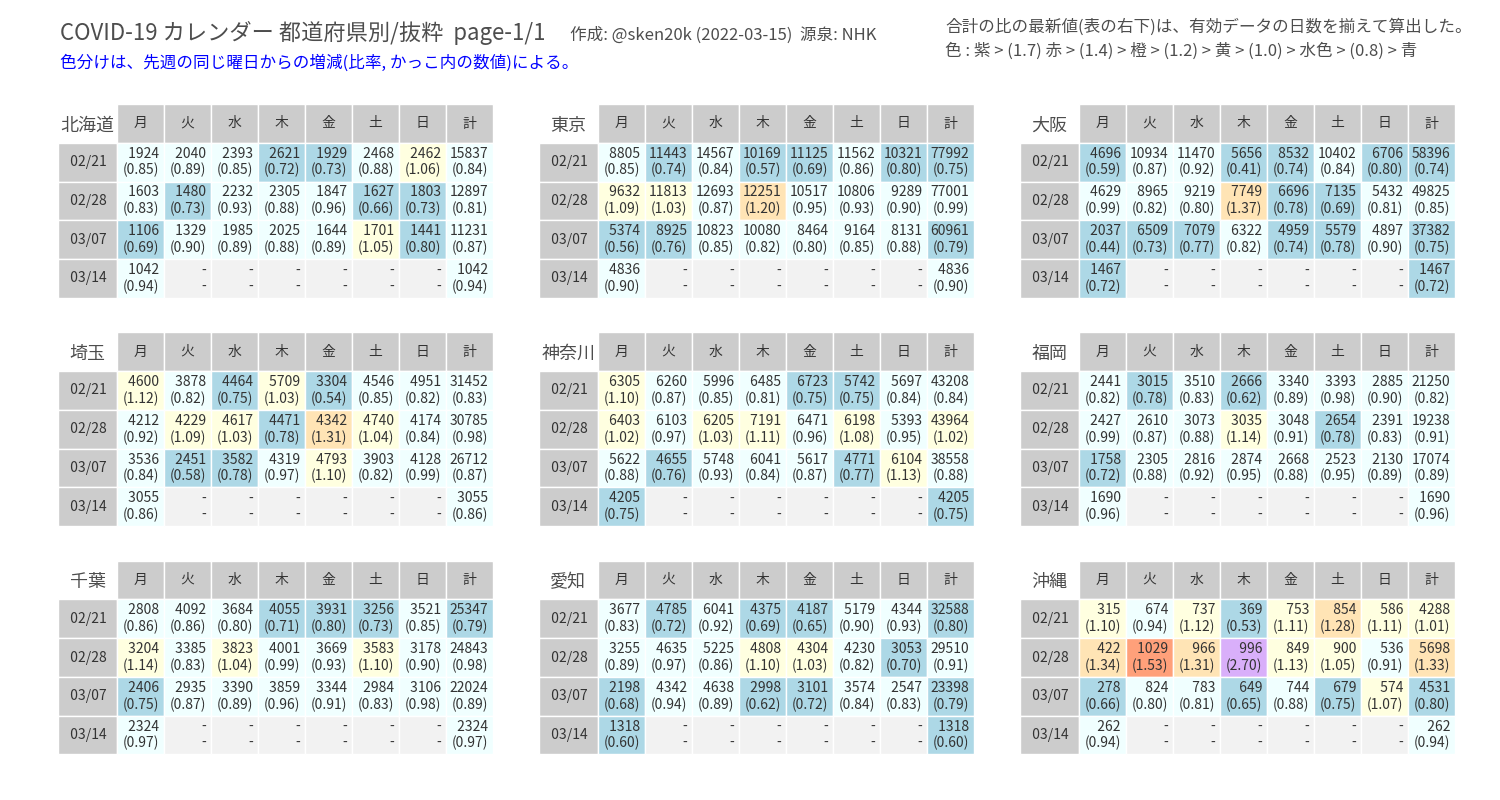 COVID-19 カレンダー 都道府県別/抜粋 page-1/1 作成: @sken20k (2022-03-15) 源泉: NHK
合計の比の最新値(表の右下)は、有効データの日数を揃えて算出した。
色分けは、先週の同じ曜日からの増減(比率, かっこ内の数値)による。
色 : 紫 > (1.7) 赤 > (1.4) > 橙 > (1.2) > 黄 > (1.0) > 水色 > (0.8) > 青
北海道 月 火 水 木 金 土 日 計
02/21 1924 2040 2393 2621 1929 2468 2462 15837
(0.85) (0.89) (0.85) (0.72) (0.73) (0.88) (1.06) (0.84)
02/28 1603 1480 2232 2305 1847 1627 1803 12897
(0.83) (0.73) (0.93) (0.88) (0.96) (0.66) (0.73) (0.81)
03/07 1106 1329 1985 2025 1644 1701 1441 11231
(0.69) (0.90) (0.89) (0.88) (0.89) (1.05) (0.80) (0.87)
03/14 1042 - - - - - - 1042
(0.94) - - - - - - (0.94)
東京 月 火 水 木 金 土 日 計
02/21 8805 11443 14567 10169 11125 11562 10321 77992
(0.85) (0.74) (0.84) (0.57) (0.69) (0.86) (0.80) (0.75)
02/28 9632 11813 12693 12251 10517 10806 9289 77001
(1.09) (1.03) (0.87) (1.20) (0.95) (0.93) (0.90) (0.99)
03/07 5374 8925 10823 10080 8464 9164 8131 60961
(0.56) (0.76) (0.85) (0.82) (0.80) (0.85) (0.88) (0.79)
03/14 4836 - - - - - - 4836
(0.90) - - - - - - (0.90)
大阪 月 火 水 木 金 土 日 計
02/21 4696 10934 11470 5656 8532 10402 6706 58396
(0.59) (0.87) (0.92) (0.41) (0.74) (0.84) (0.80) (0.74)
02/28 4629 8965 9219 7749 6696 7135 5432 49825
(0.99) (0.82) (0.80) (1.37) (0.78) (0.69) (0.81) (0.85)
03/07 2037 6509 7079 6322 4959 5579 4897 37382
(0.44) (0.73) (0.77) (0.82) (0.74) (0.78) (0.90) (0.75)
03/14 1467 - - - - - - 1467
(0.72) - - - - - - (0.72)
埼玉 月 火 水 木 金 土 日 計
02/21 4600 3878 4464 5709 3304 4546 4951 31452
(1.12) (0.82) (0.75) (1.03) (0.54) (0.85) (0.82) (0.83)
02/28 4212 4229 4617 4471 4342 4740 4174 30785
(0.92) (1.09) (1.03) (0.78) (1.31) (1.04) (0.84) (0.98)
03/07 3536 2451 3582 4319 4793 3903 4128 26712
(0.84) (0.58) (0.78) (0.97) (1.10) (0.82) (0.99) (0.87)
03/14 3055 - - - - - - 3055
(0.86) - - - - - - (0.86)
神奈川 月 火 水 木 金 土 日 計
02/21 6305 6260 5996 6485 6723 5742 5697 43208
(1.10) (0.87) (0.85) (0.81) (0.75) (0.75) (0.84) (0.84)
02/28 6403 6103 6205 7191 6471 6198 5393 43964
(1.02) (0.97) (1.03) (1.11) (0.96) (1.08) (0.95) (1.02)
03/07 5622 4655 5748 6041 5617 4771 6104 38558
(0.88) (0.76) (0.93) (0.84) (0.87) (0.77) (1.13) (0.88)
03/14 4205 - - - - - - 4205
(0.75) - - - - - - (0.75)
福岡 月 火 水 木 金 土 日 計
02/21 2441 3015 3510 2666 3340 3393 2885 21250
(0.82) (0.78) (0.83) (0.62) (0.89) (0.98) (0.90) (0.82)
02/28 2427 2610 3073 3035 3048 2654 2391 19238
(0.99) (0.87) (0.88) (1.14) (0.91) (0.78) (0.83) (0.91)
03/07 1758 2305 2816 2874 2668 2523 2130 17074
(0.72) (0.88) (0.92) (0.95) (0.88) (0.95) (0.89) (0.89)
03/14 1690 - - - - - - 1690
(0.96) - - - - - - (0.96)
千葉 月 火 水 木 金 土 日 計
02/21 2808 4092 3684 4055 3931 3256 3521 25347
(0.86) (0.86) (0.80) (0.71) (0.80) (0.73) (0.85) (0.79)
02/28 3204 3385 3823 4001 3669 3583 3178 24843
(1.14) (0.83) (1.04) (0.99) (0.93) (1.10) (0.90) (0.98)
03/07 2406 2935 3390 3859 3344 2984 3106 22024
(0.75) (0.87) (0.89) (0.96) (0.91) (0.83) (0.98) (0.89)
03/14 2324 - - - - - - 2324
(0.97) - - - - - - (0.97)
愛知 月 火 水 木 金 土 日 計
02/21 3677 4785 6041 4375 4187 5179 4344 32588
(0.83) (0.72) (0.92) (0.69) (0.65) (0.90) (0.93) (0.80)
02/28 3255 4635 5225 4808 4304 4230 3053 29510
(0.89) (0.97) (0.86) (1.10) (1.03) (0.82) (0.70) (0.91)
03/07 2198 4342 4638 2998 3101 3574 2547 23398
(0.68) (0.94) (0.89) (0.62) (0.72) (0.84) (0.83) (0.79)
03/14 1318 - - - - - - 1318
(0.60) - - - - - - (0.60)
沖縄 月 火 水 木 金 土 日 計
02/21 315 674 737 369 753 854 586 4288
(1.10) (0.94) (1.12) (0.53) (1.11) (1.28) (1.11) (1.01)
02/28 422 1029 966 996 849 900 536 5698
(1.34) (1.53) (1.31) (2.70) (1.13) (1.05) (0.91) (1.33)
03/07 278 824 783 649 744 679 574 4531
(0.66) (0.80) (0.81) (0.65) (0.88) (0.75) (1.07) (0.80)
03/14 262 - - - - - - 262
(0.94) - - - - - - (0.94)